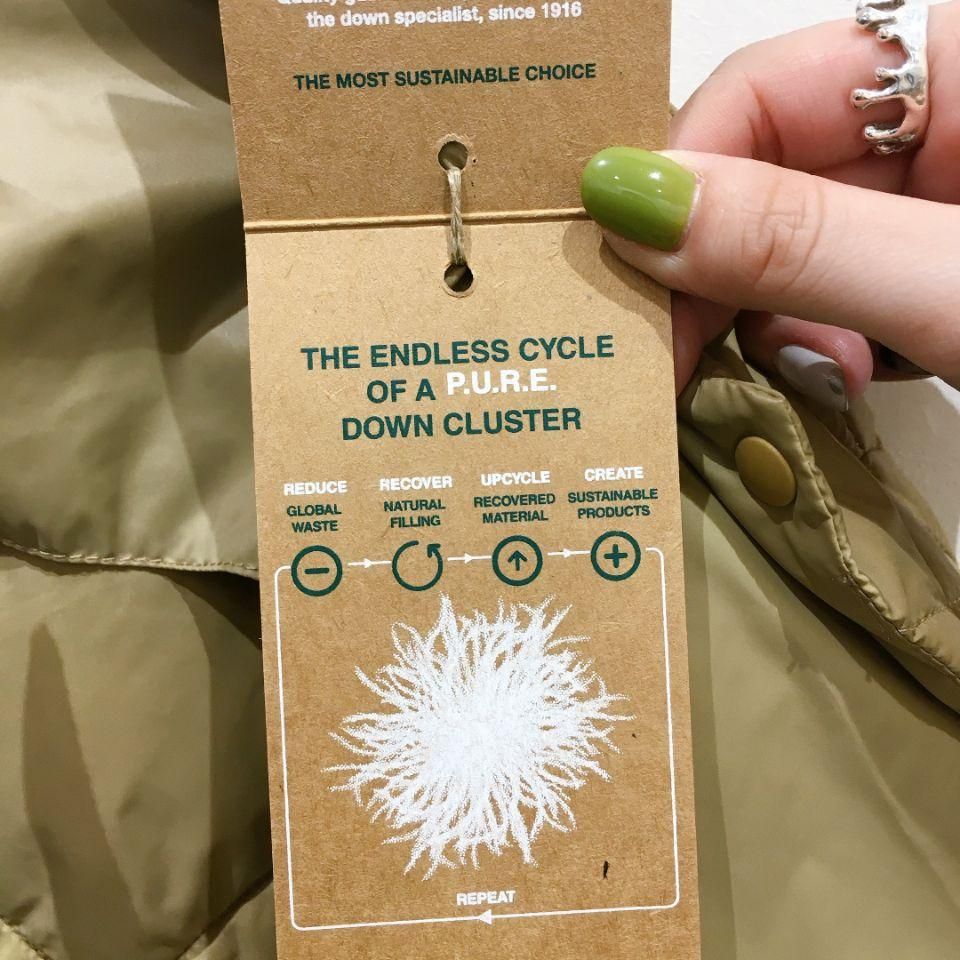 the down specialist, since 1916
THE MOST SUSTAINABLE CHOICE
THE ENDLESS CYCLE
OF A P.U.R.E.
DOWN CLUSTER
REDUCE
GLOBAL
WASTE
RECOVER
NATURAL
FILLING
UPCYCLE
RECOVERED
MATERIAL
CREATE
SUSTAINABLE
PRODUCTS
REPEAT